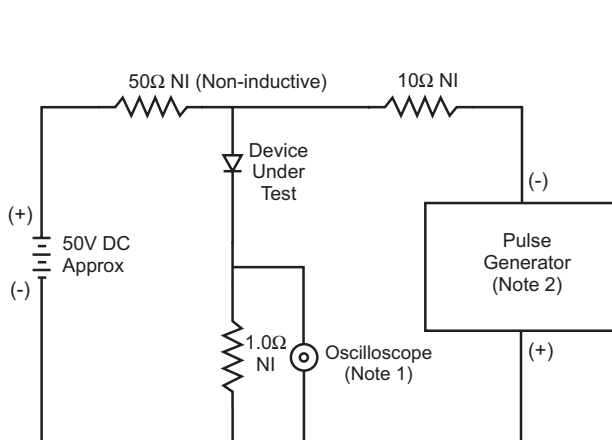 50Ω NI (Non-inductive)
10Ω NI
Device
Under
Test
(-)
(+)
50V DC
Approx
(-)
Pulse
Generator
(Note 2)
1.0Ω
NI
Oscilloscope
(Note 1)
(+)